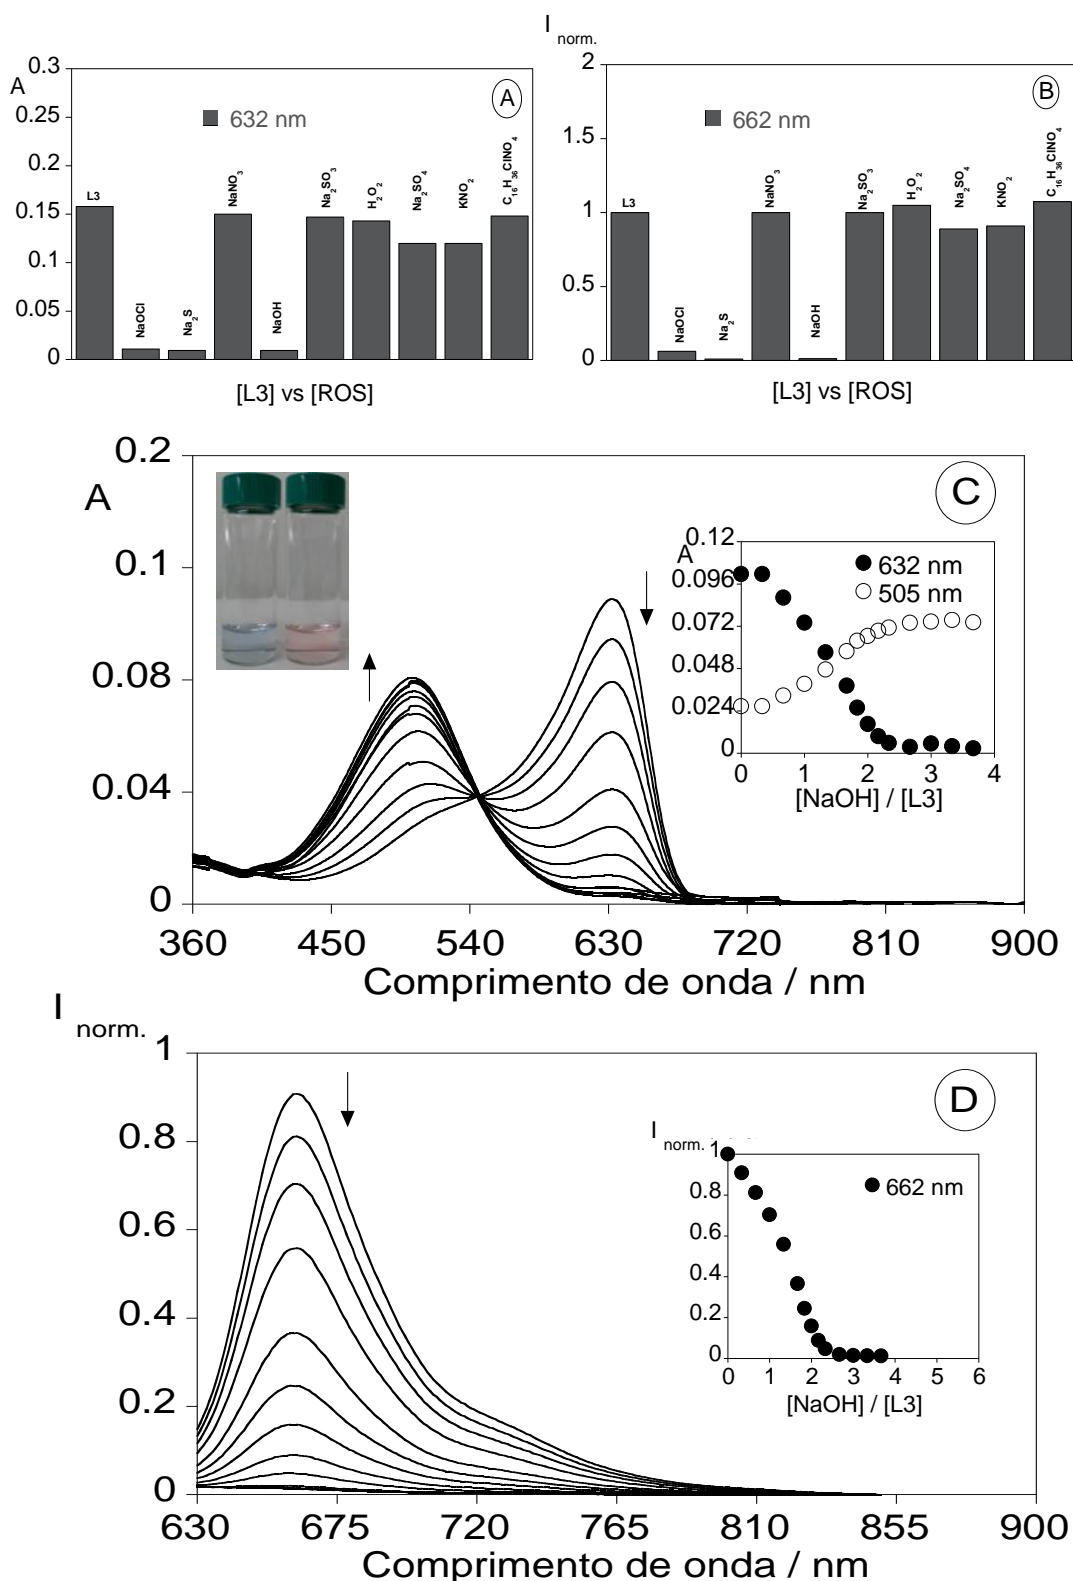 I norm.
0.3
A
0.25
0.2
0.15
0.1
0.05
0
632 nm
A
L3
NaOCl
Na2S
NaNO3
NaOH
Na2SO3
H2O2
Na2SO4
KNO2
C16H36ClNO4
[L3] vs [ROS]
2
1.5
1
0.5
0
662 nm
B
L3
NaOCl
Na2S
NaNO3
NaOH
Na2SO3
H2O2
Na2SO4
KNO2
C16H36ClNO4
[L3] vs [ROS]
0.2
A
0.1
0.08
0.04
0
C
0.12
A
0.096
0.072
0.048
0.024
0
632 nm
505 nm
0 1 2 3 4
[NaOH] / [L3]
360 450 540 630 720 810 900
Comprimento de onda / nm
I norm.
1
0.8
0.6
0.4
0.2
0
D
I norm.
1
0.8
0.6
0.4
0.2
0
662 nm
0 1 2 3 4 5 6
[NaOH] / [L3]
630 675 720 765 810 855 900
Comprimento de onda / nm